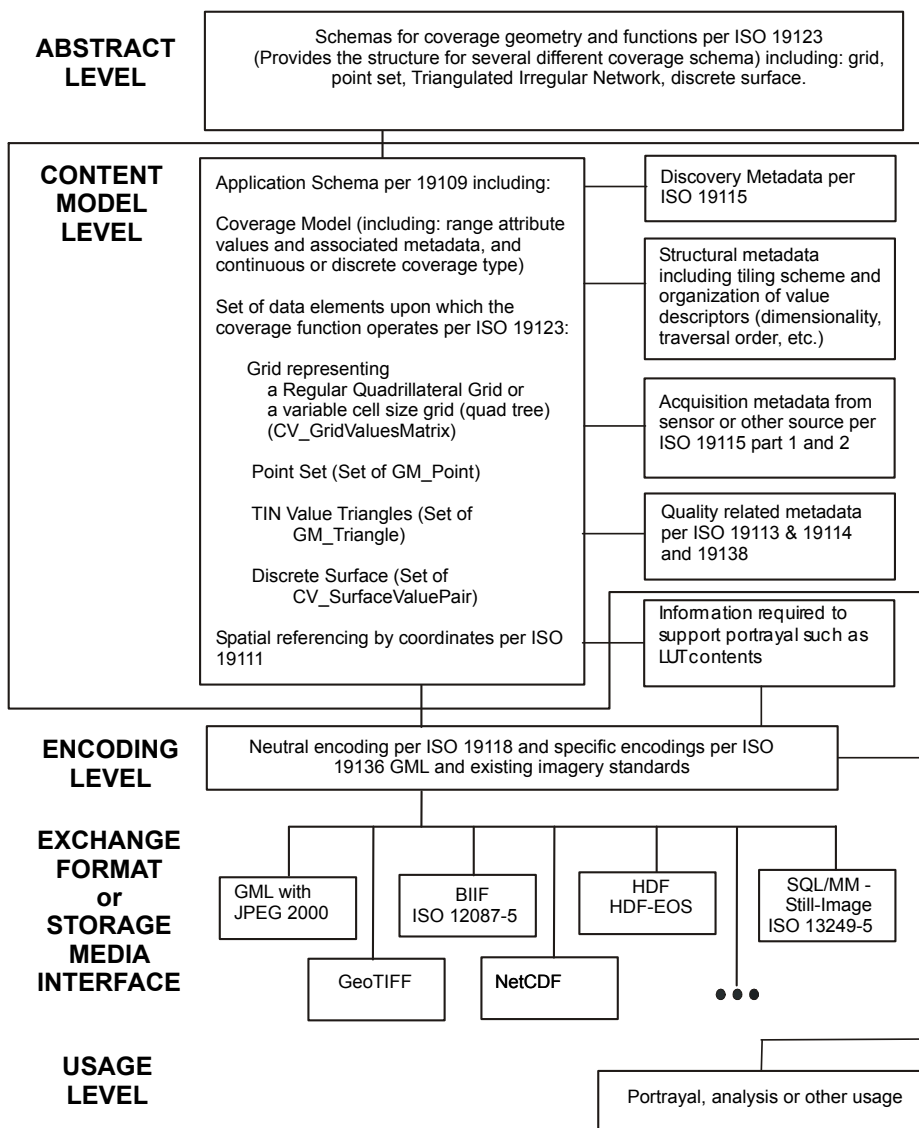 ABSTRACT
LEVEL
Schemas for coverage geometry and functions per ISO 19123
(Provides the structure for several different coverage schema) including: grid,
point set, Triangulated Irregular Network, discrete surface.
CONTENT
MODEL
LEVEL
Application Schema per 19109 including:
Coverage Model (including: range attribute
values and associated metadata, and
continuous or discrete coverage type)
Set of data elements upon which the
coverage function operates per ISO 19123:
Grid representing
a Regular Quadrillateral Grid or
a variable cell size grid (quad tree)
(CV_GridValuesMatrix)
Point Set (Set of GM_Point)
TIN Value Triangles (Set of
GM_Triangle)
Discrete Surface (Set of
CV_SurfaceValuePair)
Spatial referencing by coordinates per ISO
19111
Discovery Metadata per
ISO 19115
Structural metadata
including tiling scheme and
organization of value
descriptors (dimensionality,
traversal order, etc.)
Acquisition metadata from
sensor or other source per
ISO 19115 part 1 and 2
Quality related metadata
per ISO 19113 & 19114
and 19138
Information required to
support portrayal such as
LUT contents
ENCODING
LEVEL
Neutral encoding per ISO 19118 and specific encodings per ISO
19136 GML and existing imagery standards
EXCHANGE
FORMAT
or
STORAGE
MEDIA
INTERFACE
GML with
JPEG 2000
BIIF
ISO 12087-5
HDF
HDF-EOS
SQL/MM -
Still-Image
ISO 13249-5
GeoTIFF
NetCDF
USAGE
LEVEL
Portrayal, analysis or other usage